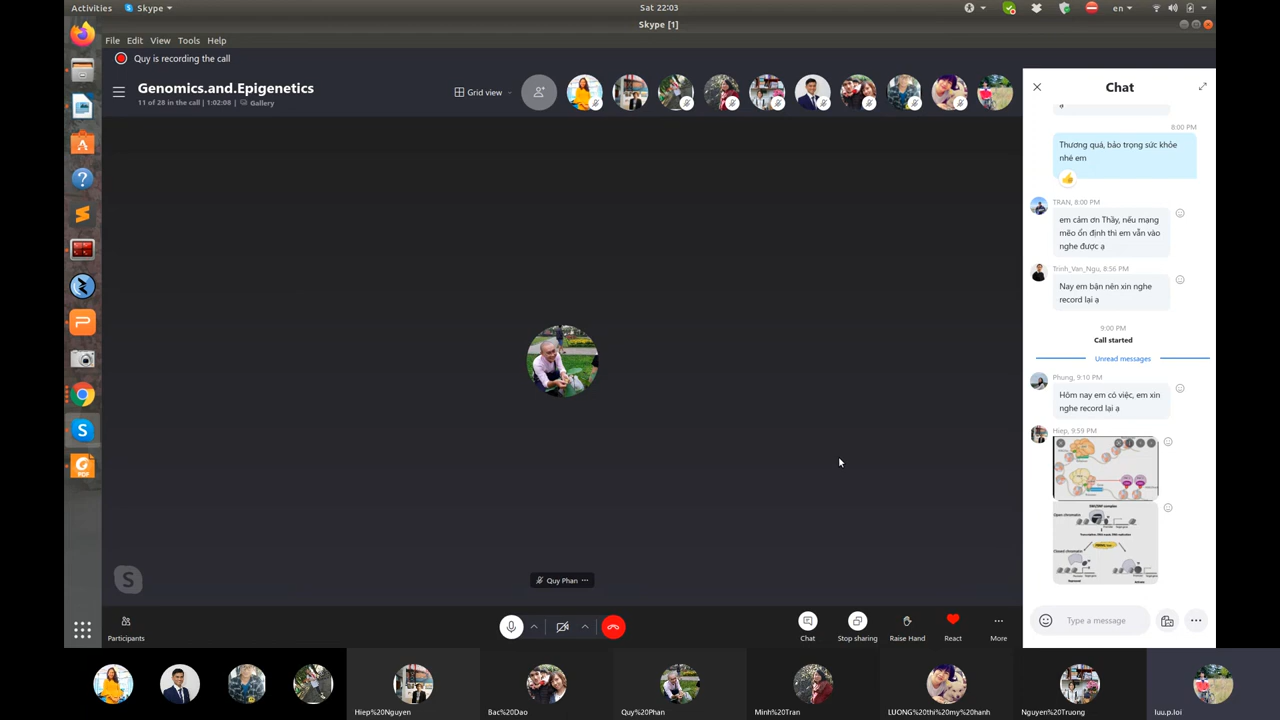 Activities
Skype
Sat 22:03
en
Skype [1]
File Edit View Tools Help
Quy is recording the call
Genomics.and.Epigenetics
11 of 28 in the call | 1:02:08 | Gallery
Grid view
Chat
8:00 PM
Thương quá, bảo trọng sức khỏe
nhé em
TRAN, 8:00 PM
em cảm ơn Thầy, nếu mạng
mẽo ổn định thì em vẫn vào
nghe được ạ
Trinh_Van_Ngu, 8:56 PM
Nay em bận nên xin nghe
record lại ạ
9:00 PM
Call started
Unread messages
Phung, 9:10 PM
Hôm nay em có việc, em xin
nghe record lại ạ
Hiep, 9:59 PM
Open chromatin
Closed chromatin
Quy Phan
Participants
Chat
Stop sharing
Raise Hand
React
More
Type a message
Hiep%20Nguyen
Bac%20Dao
Quy%20Phan
Minh%20Tran
LUONG%20thi%20my%20hanh
Nguyen%20Truong
luu.p.loi